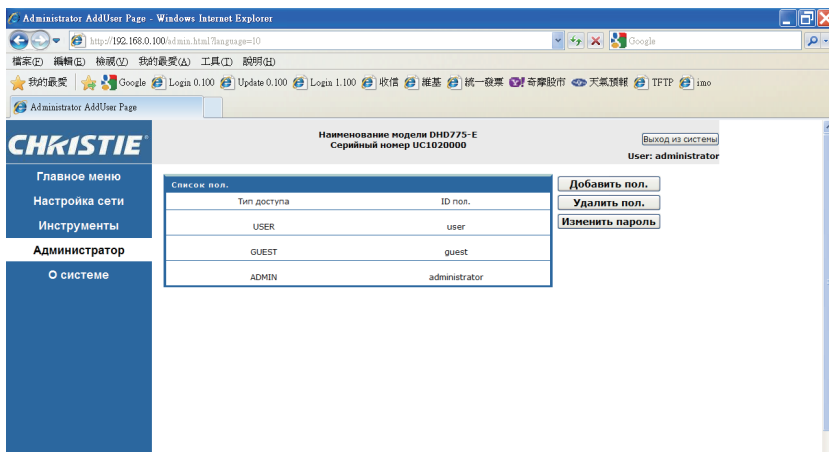 Administrator AddUser Page - Windows Internet Explorer
http://192.168.0.100/admin.html?language=10
Google
檔案(F) 編輯(E) 檢視(V) 我的最愛(A) 工具(T) 說明(H)
我的最愛 Google Login 0.100 Update 0.100 Login 1.100 收信 維基 統一發票 奇摩股市 天氣預報 TFTP imo
Administrator AddUser Page
CHRISTIE
Наименование модели DHD775-E
Серийный номер UC1020000
Выход из системы
User: administrator
Главное меню
Настройка сети
Инструменты
Администратор
О системе
Список пол.
Тип доступа ID пол.
USER user
GUEST guest
ADMIN administrator
Добавить пол.
Удалить пол.
Изменить пароль